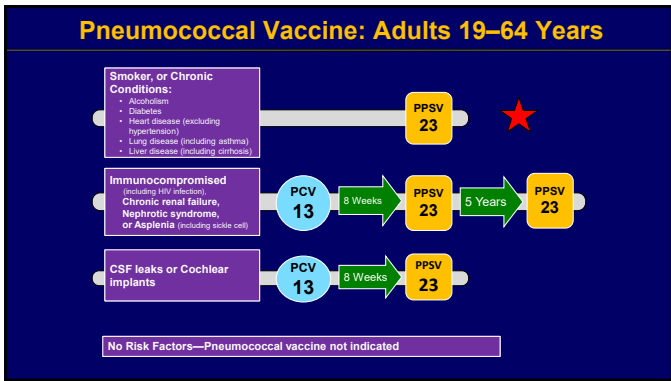 Pneumococcal Vaccine: Adults 19–64 Years
Smoker, or Chronic
Conditions:
• Alcoholism
• Diabetes
• Heart disease (excluding
hypertension)
• Lung disease (including asthma)
• Liver disease (including cirrhosis)
PPSV
23
Immunocompromised
(including HIV infection),
Chronic renal failure,
Nephrotic syndrome,
or Asplenia (including sickle cell)
PCV
13
8 Weeks
PPSV
23
5 Years
PPSV
23
CSF leaks or Cochlear
implants
PCV
13
8 Weeks
PPSV
23
No Risk Factors—Pneumococcal vaccine not indicated